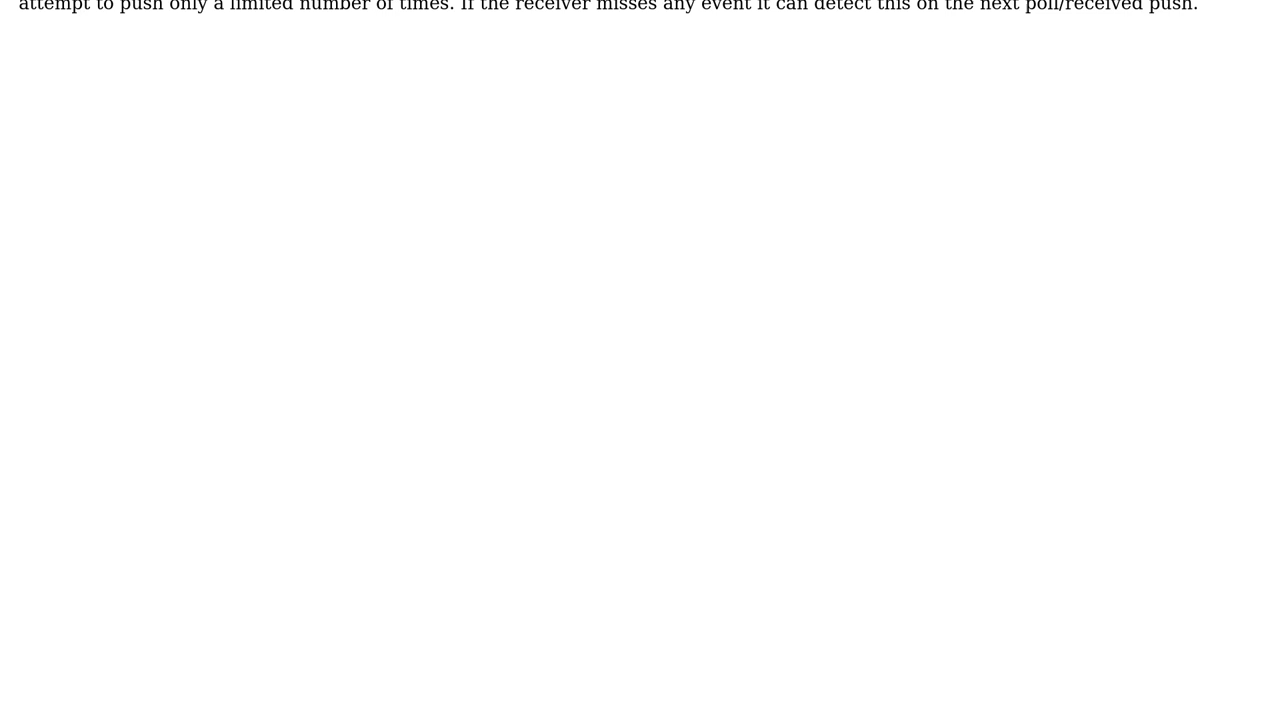 attempt to push only a limited number of times. If the receiver misses any event it can detect this on the next poll/received push.